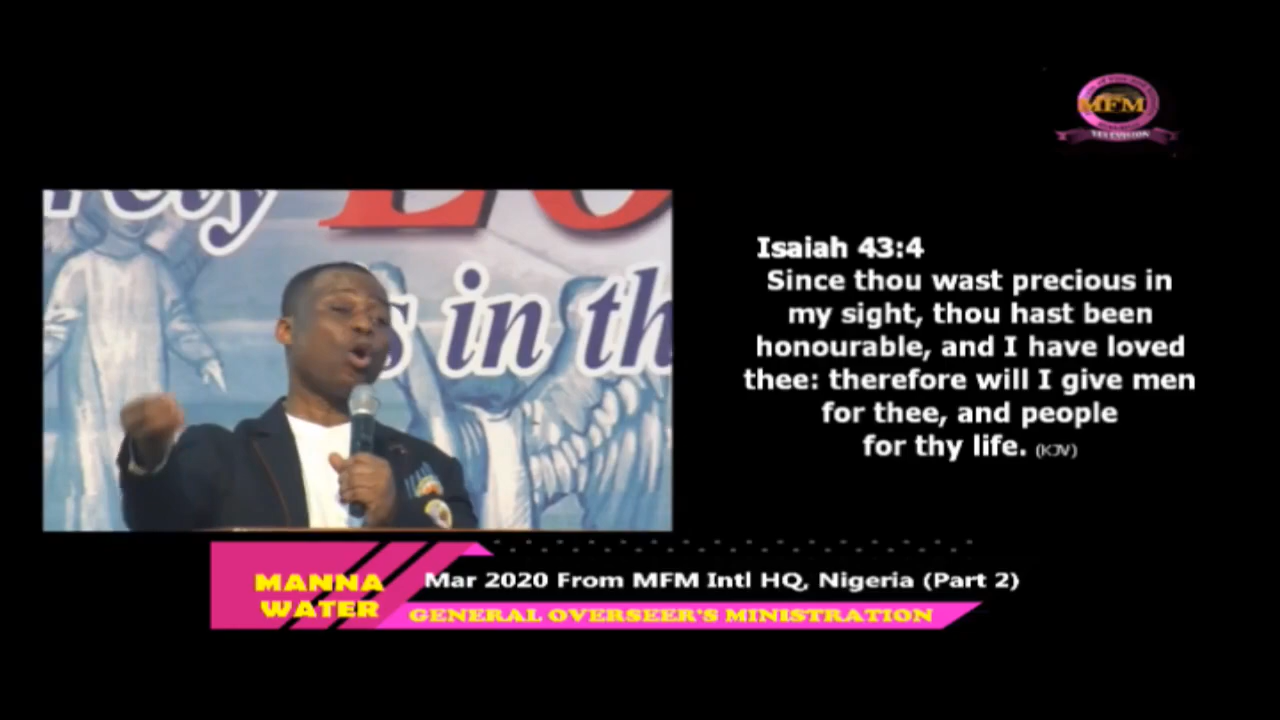 MFM
TELEVISION
Isaiah 43:4
Since thou wast precious in
my sight, thou hast been
honourable, and I have loved
thee: therefore will I give men
for thee, and people
for thy life. (KJV)
s in th
MANNA
WATER
Mar 2020 From MFM Intl HQ, Nigeria (Part 2)
GENERAL OVERSEER'S MINISTRATION